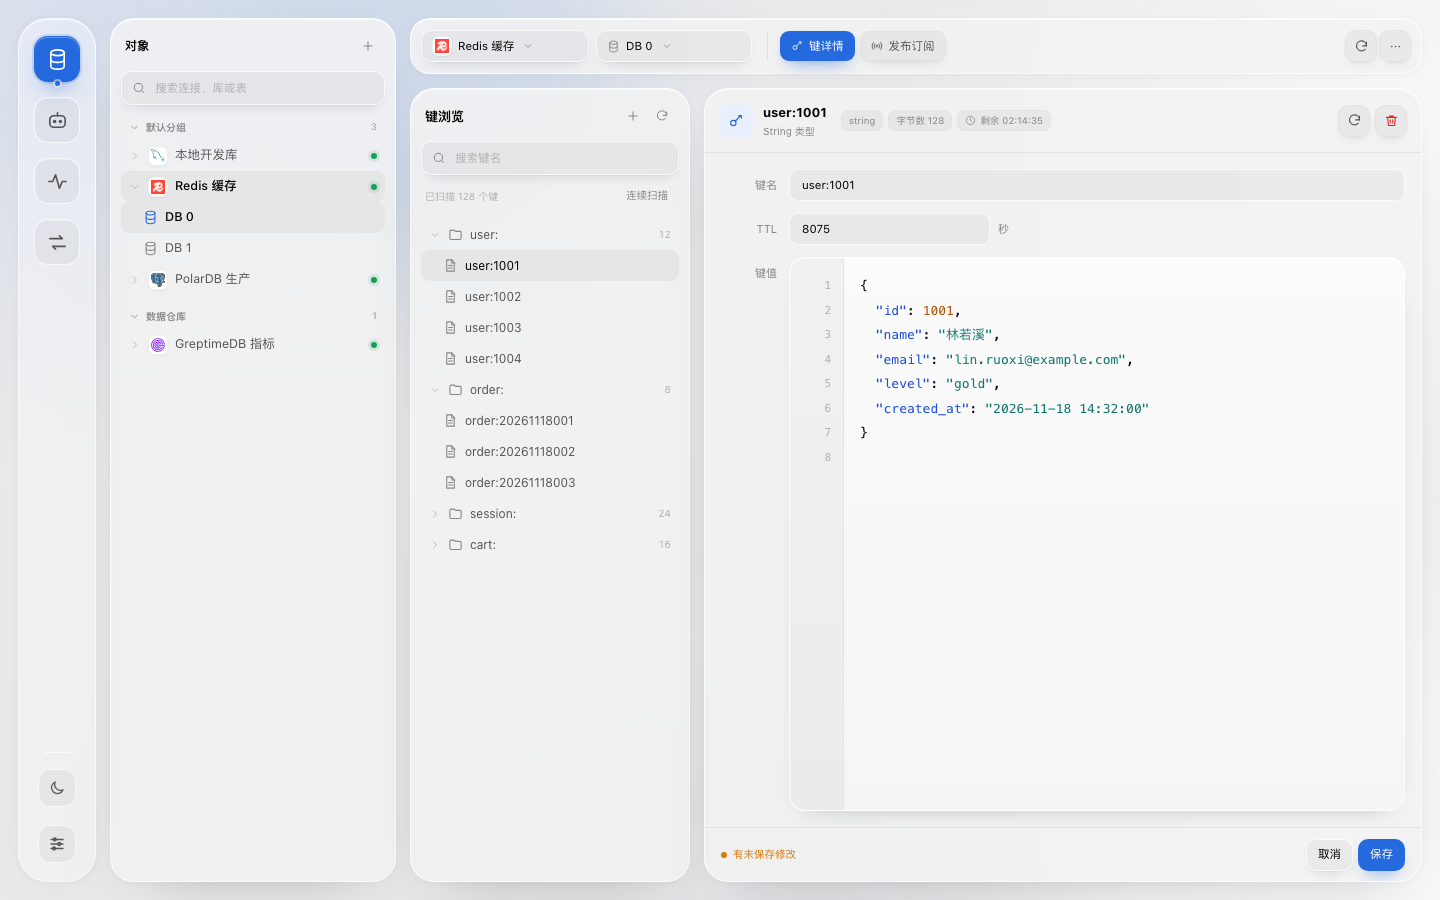 对象
搜索连接、库或表
默认分组 3
本地开发库
Redis 缓存
DB 0
DB 1
PolarDB 生产
数据仓库 1
GreptimeDB 指标
Redis 缓存
DB 0
键详情
发布订阅
键浏览
搜索键名
已扫描 128 个键
连续扫描
user: 12
user:1001
user:1002
user:1003
user:1004
order: 8
order:20261118001
order:20261118002
order:20261118003
session: 24
cart: 16
user:1001
String 类型
string
字节数 128
剩余 02:14:35
键名 user:1001
TTL 8075 秒
键值
1 {
2 "id": 1001,
3 "name": "林若溪",
4 "email": "lin.ruoxi@example.com",
5 "level": "gold",
6 "created_at": "2026-11-18 14:32:00"
7 }
8
有未保存修改
取消
保存